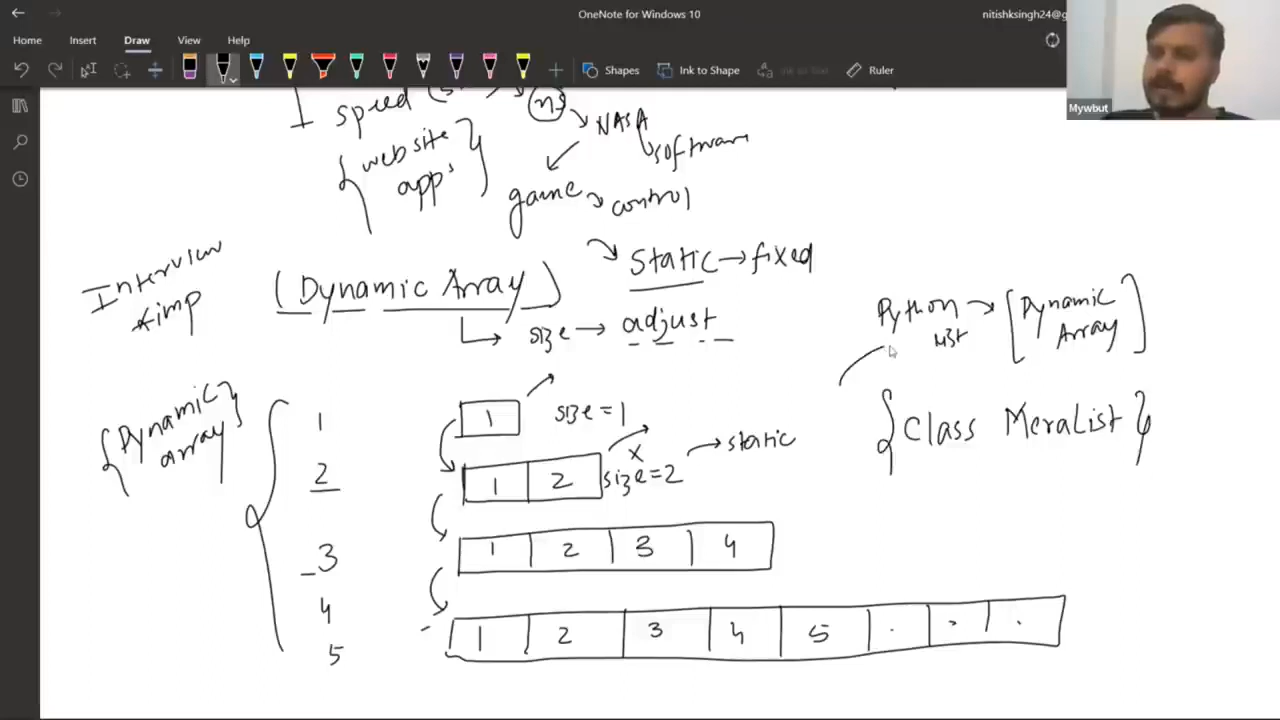 OneNote for Windows 10
nitishksingh24@g
Home Insert Draw View Help
Shapes Ink to Shape Ruler
Mywbut
I speed (s
ns
NASA
software
{website apps}
game → control
Interview
*imp
(Dynamic Array)
Static → fixed
size → adjust
Python list → [Dynamic Array]
{Class MeraList}
{Dynamic array}
1
2
3
4
5
1 size = 1
1 2 size = 2 → static
x
1 2 3 4
1 2 3 4 5 . . .